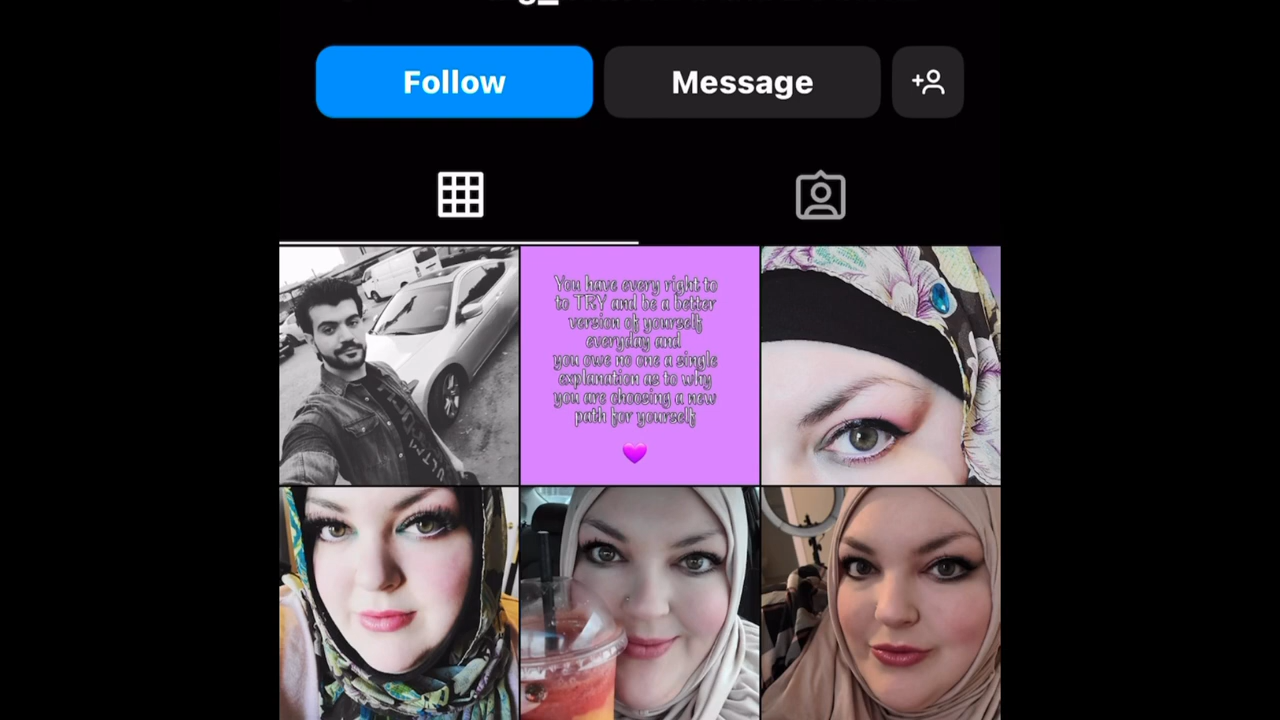 Follow
Message
You have every right to
to TRY and be a better
version of yourself
everyday and
you owe no one a single
explanation as to why
you are choosing a new
path for yourself